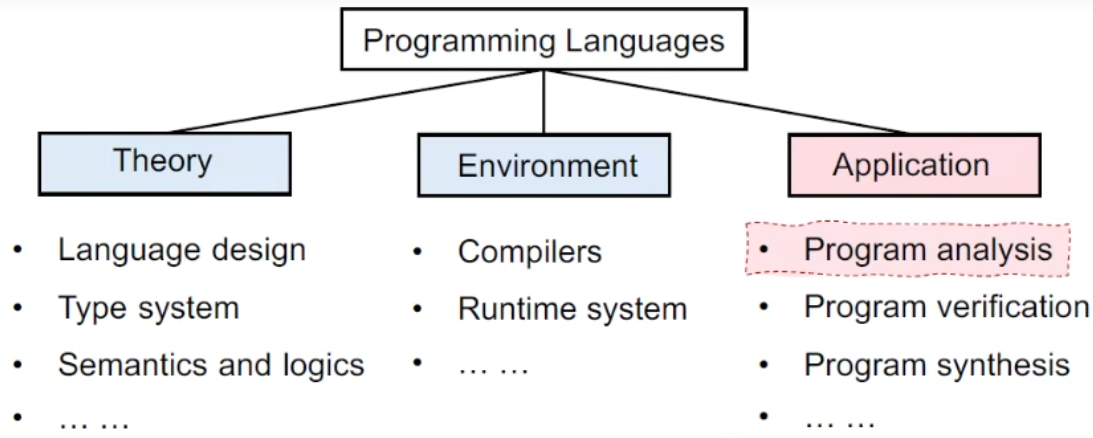 Programming Languages
Theory
Environment
Application
• Language design
• Type system
• Semantics and logics
• … …
• Compilers
• Runtime system
• … …
• Program analysis
• Program verification
• Program synthesis
• … …